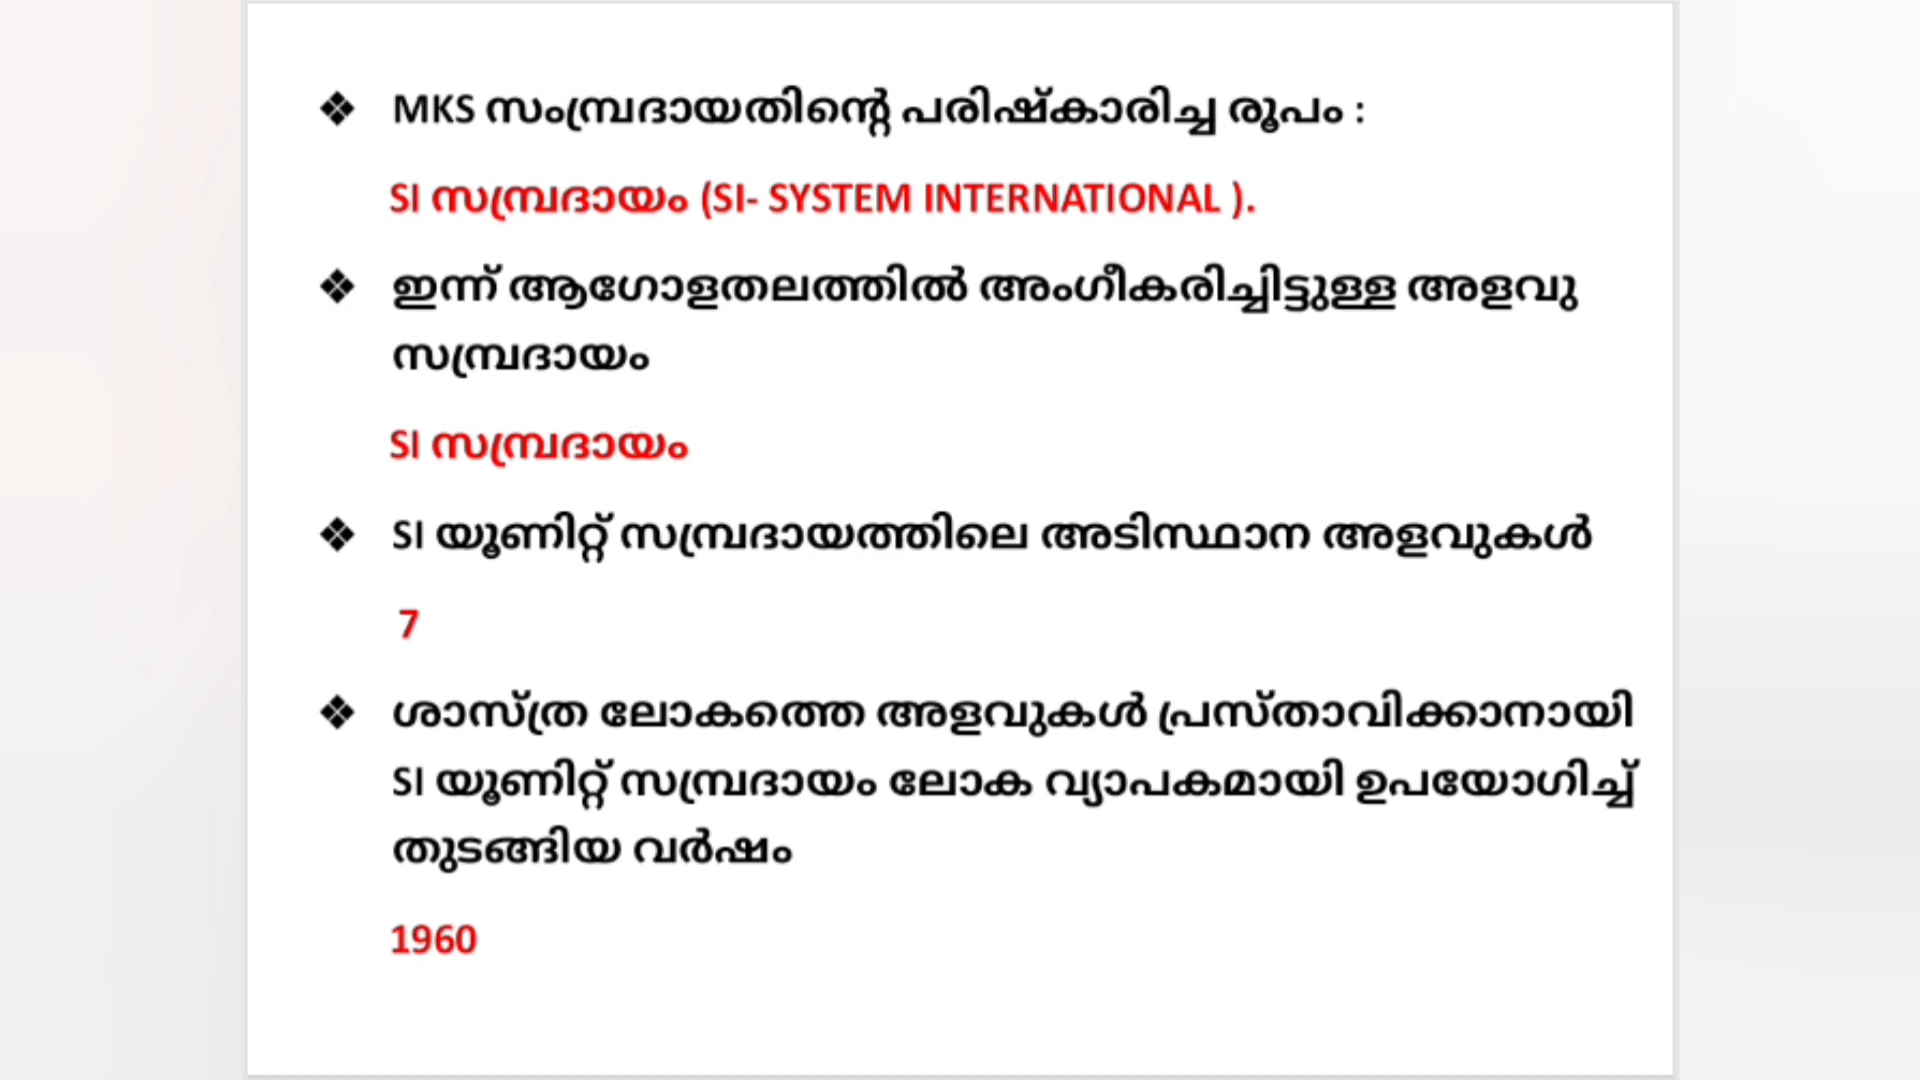 ❖ MKS സംമ്പ്രദായതിന്റെ പരിഷ്കാരിച്ച രൂപം :
SI സമ്പ്രദായം (SI- SYSTEM INTERNATIONAL ).
❖ ഇന്ന് ആഗോളതലത്തിൽ അംഗീകരിച്ചിട്ടുള്ള അളവു
സമ്പ്രദായം
SI സമ്പ്രദായം
❖ SI യൂണിറ്റ് സമ്പ്രദായത്തിലെ അടിസ്ഥാന അളവുകൾ
7
❖ ശാസ്ത്ര ലോകത്തെ അളവുകൾ പ്രസ്താവിക്കാനായി
SI യൂണിറ്റ് സമ്പ്രദായം ലോക വ്യാപകമായി ഉപയോഗിച്ച്
തുടങ്ങിയ വർഷം
1960